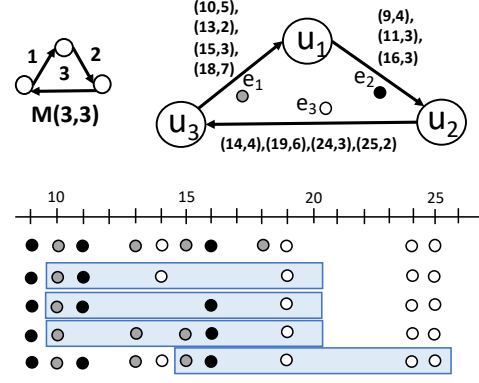 (10,5),
(13,2),
(15,3),
(18,7)
(9,4),
(11,3),
(16,3)
1 2
3
M(3,3)
u1
e1
e2
e3
u3
u2
(14,4),(19,6),(24,3),(25,2)
10 15 20 25